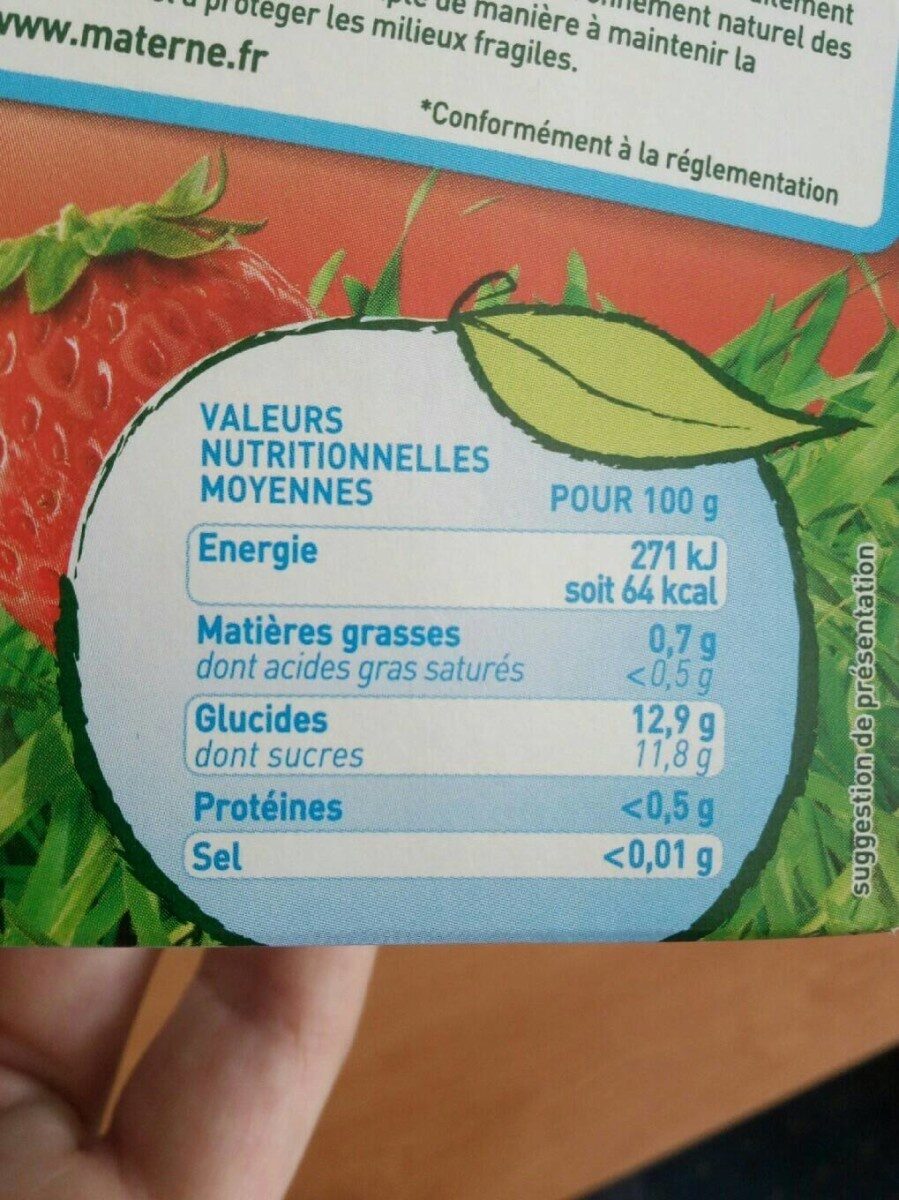 naturel des
de manière à maintenir la
protéger les milieux fragiles.
www.materne.fr
*Conformément à la réglementation
VALEURS
NUTRITIONNELLES
MOYENNES POUR 100 g
Energie 271 kJ
soit 64 kcal
Matières grasses 0,7 g
dont acides gras saturés <0,5 g
Glucides 12,9 g
dont sucres 11,8 g
Protéines <0,5 g
Sel <0,01 g
suggestion de présentation